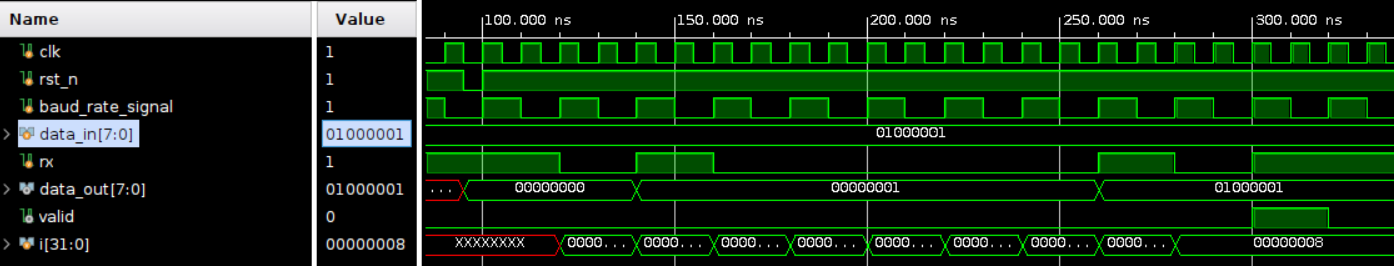 Name Value 100.000 ns 150.000 ns 200.000 ns 250.000 ns 300.000 ns
clk 1
rst_n 1
baud_rate_signal 1
data_in[7:0] 01000001 01000001
rx 1
data_out[7:0] 01000001 ... 00000000 00000001 01000001
valid 0
i[31:0] 00000008 XXXXXXXX 0000... 0000... 0000... 0000... 0000... 0000... 0000... 0000... 00000008